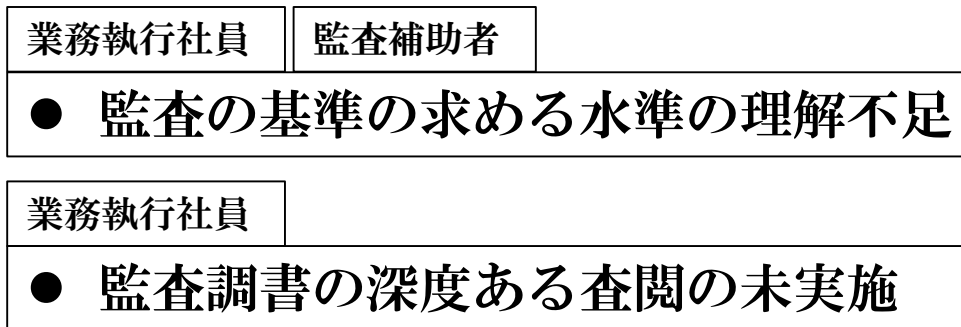 業務執行社員 監査補助者
● 監査の基準の求める水準の理解不足
業務執行社員
● 監査調書の深度ある査閲の未実施